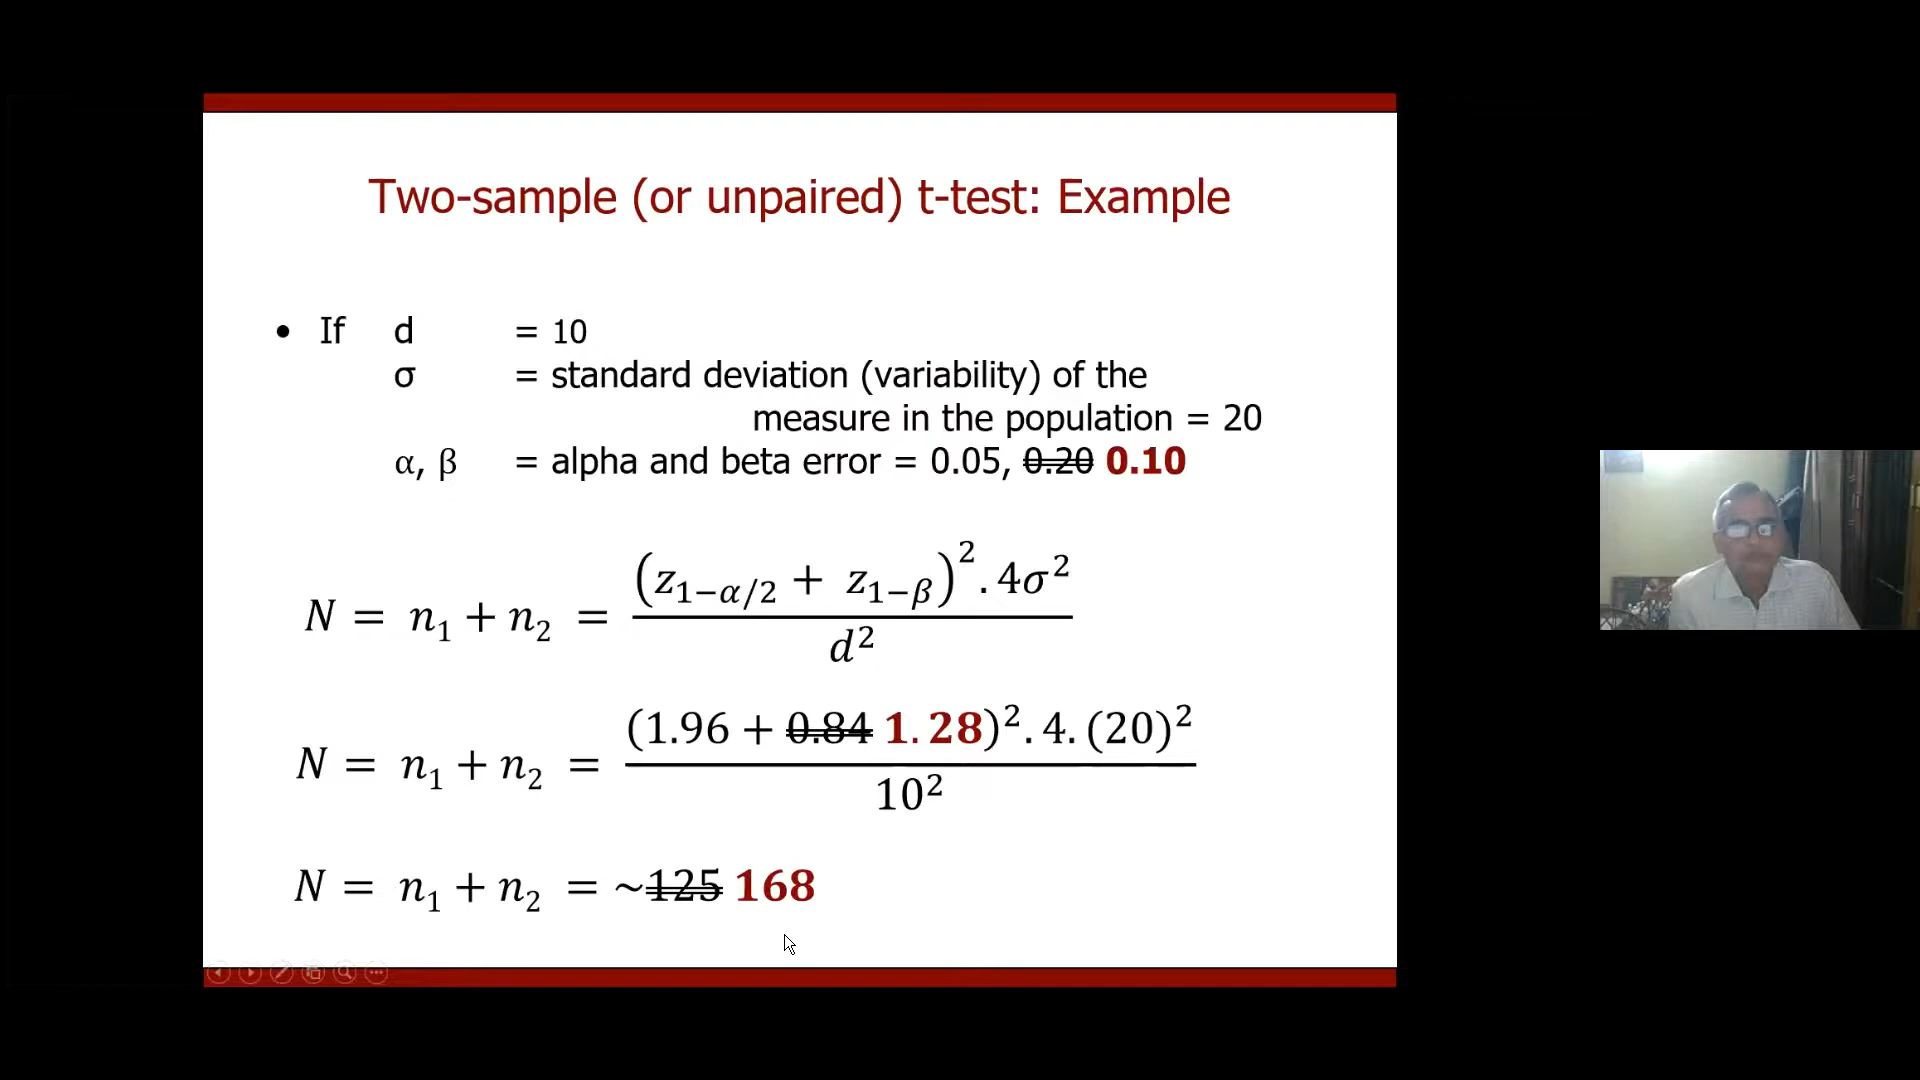 Two-sample (or unpaired) t-test: Example
• If d = 10
σ = standard deviation (variability) of the
measure in the population = 20
α, β = alpha and beta error = 0.05, 0.20 0.10
N = n₁ + n₂ = (z₁₋α/₂ + z₁₋β)². 4σ² / d²
N = n₁ + n₂ = (1.96 + 0.84 1.28)². 4. (20)² / 10²
N = n₁ + n₂ = ~125 168